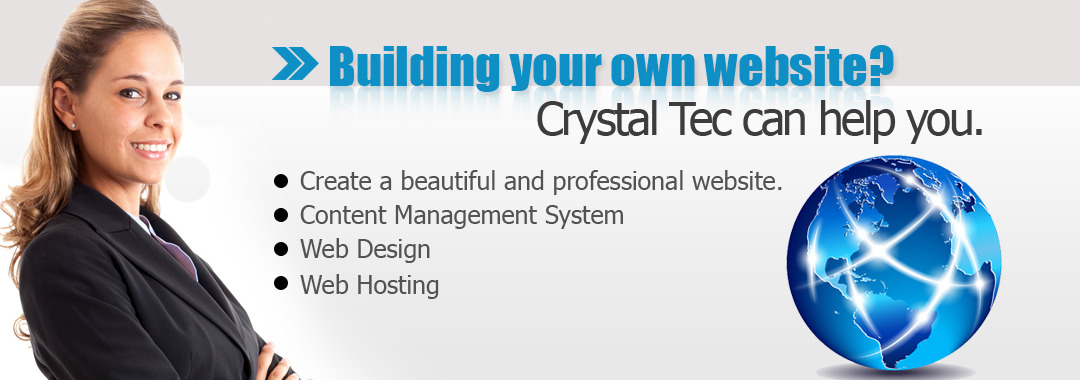 Building your own website?
Crystal Tec can help you.
Create a beautiful and professional website.
Content Management System
Web Design
Web Hosting